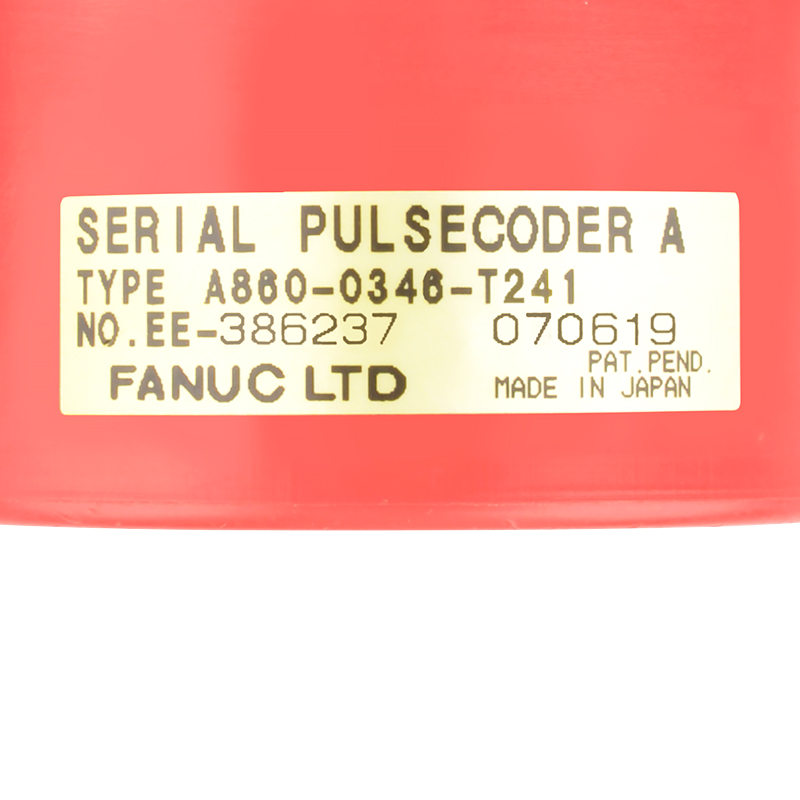 SERIAL PULSECODER A
TYPE A860-0346-T241
NO.EE-386237 070619
PAT.PEND.
FANUC LTD MADE IN JAPAN